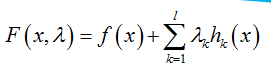 F(x,λ) = f(x) + ∑_{k=1}^{l} λ_k h_k(x)